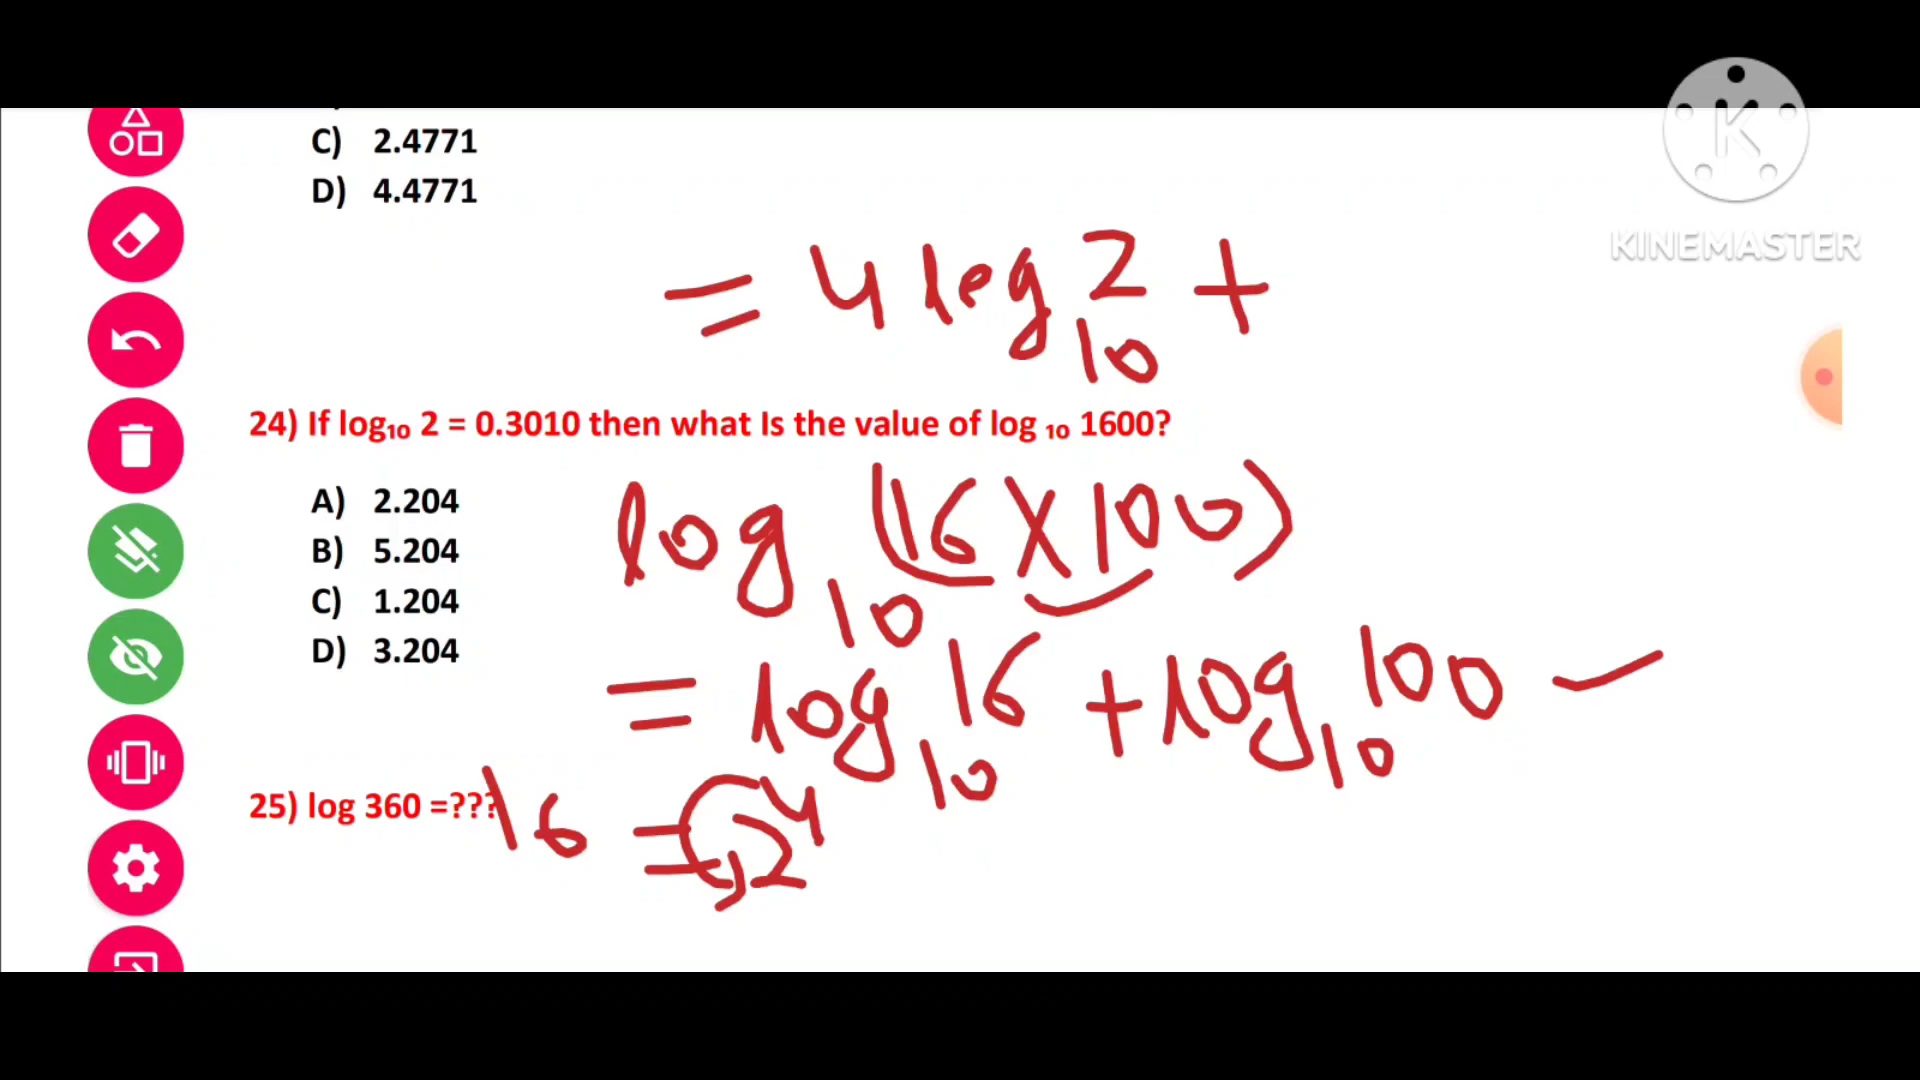 C) 2.4771
D) 4.4771
KINEMASTER
= 4 log₁₀ 2 +
24) If log₁₀ 2 = 0.3010 then what Is the value of log ₁₀ 1600?
A) 2.204
B) 5.204
C) 1.204
D) 3.204
log₁₀ (16 X 100)
= log₁₀ 16 + log₁₀ 100 —
25) log 360 =???
16 = 2⁴